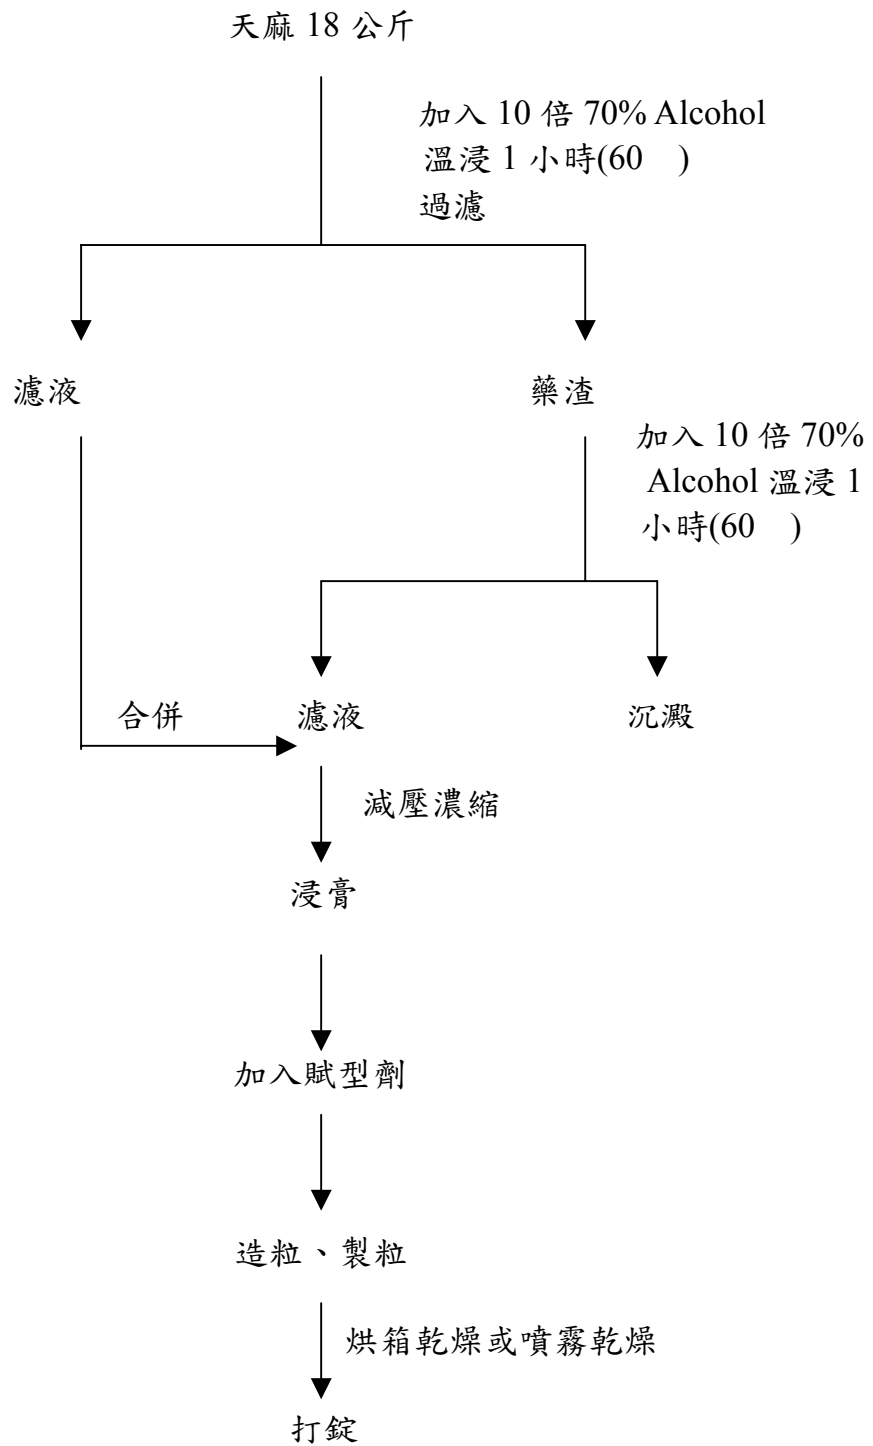 天麻 18 公斤
加入 10 倍 70% Alcohol
溫浸 1 小時(60　)
過濾
濾液
藥渣
加入 10 倍 70%
Alcohol 溫浸 1
小時(60　)
合併
濾液
沉澱
減壓濃縮
浸膏
加入賦型劑
造粒、製粒
烘箱乾燥或噴霧乾燥
打錠